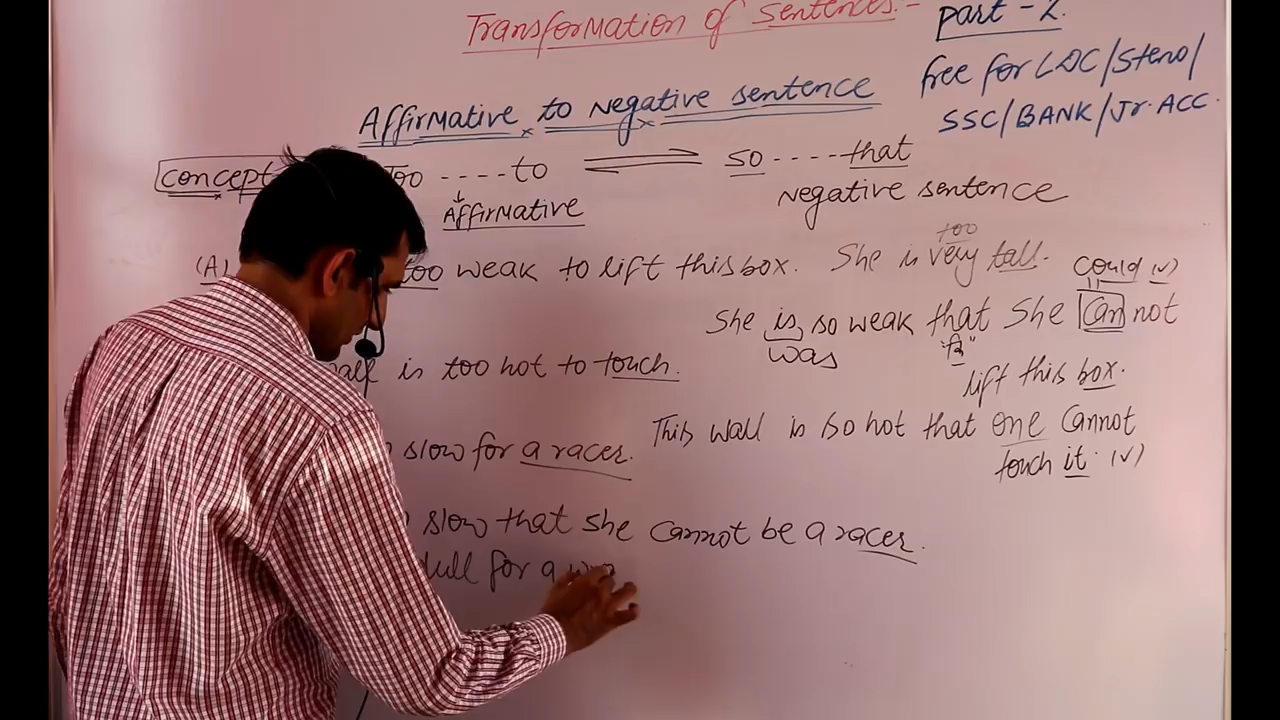 Transformation of Sentences:-
part - 2.
free for LDC/Steno/
SSC/BANK/Jr. ACC.
Affirmative to Negative sentence
concept
Too ---- to ⇌ so ---- that
Affirmative
Negative sentence
(A) too weak to lift this box.
too
She is very tall.
could (v)
She is so weak that she can not
was
lift this box.
is too hot to touch.
This wall is so hot that one cannot
touch it. (v)
slow for a racer.
slow that she cannot be a racer.
dull for a